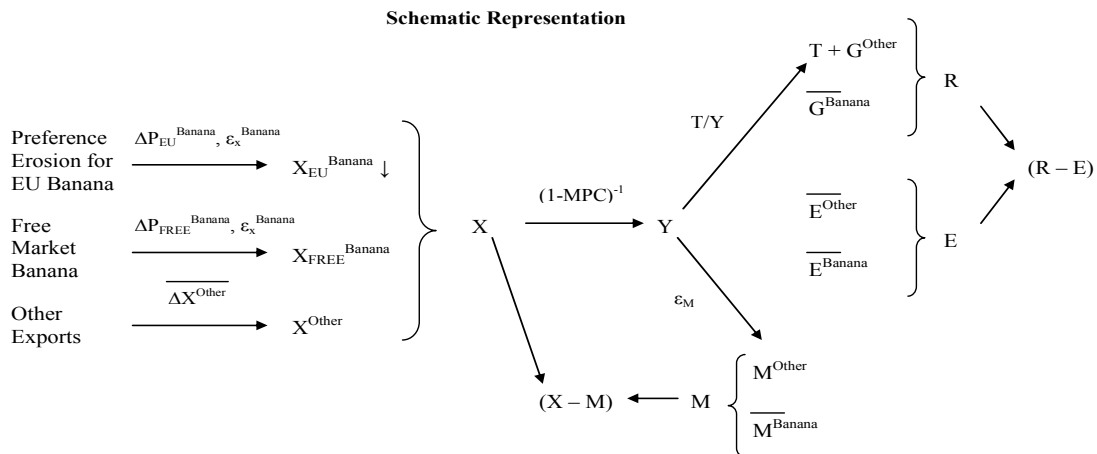 Schematic Representation
Preference
Erosion for
EU Banana
ΔP_EU^Banana, ε_x^Banana
X_EU^Banana ↓
Free
Market
Banana
ΔP_FREE^Banana, ε_x^Banana
X_FREE^Banana
Other
Exports
ΔX^Other
X^Other
X
(1-MPC)^-1
Y
T/Y
T + G^Other
G^Banana
R
E^Other
E^Banana
E
(R – E)
ε_M
M^Other
M^Banana
M
(X – M)